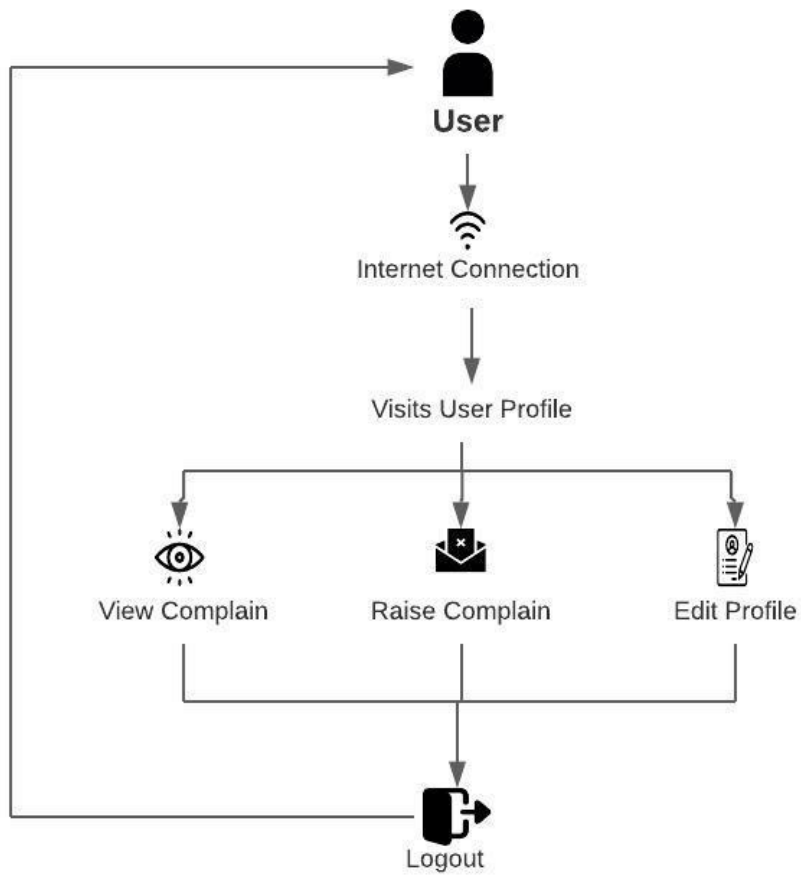 User
Internet Connection
Visits User Profile
View Complain
Raise Complain
Edit Profile
Logout